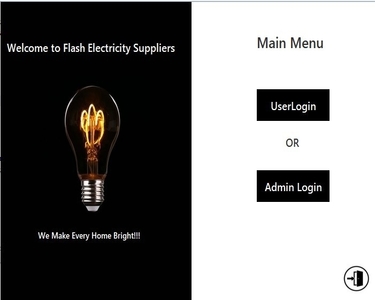 Welcome to Flash Electricity Suppliers
We Make Every Home Bright!!!
Main Menu
UserLogin
OR
Admin Login